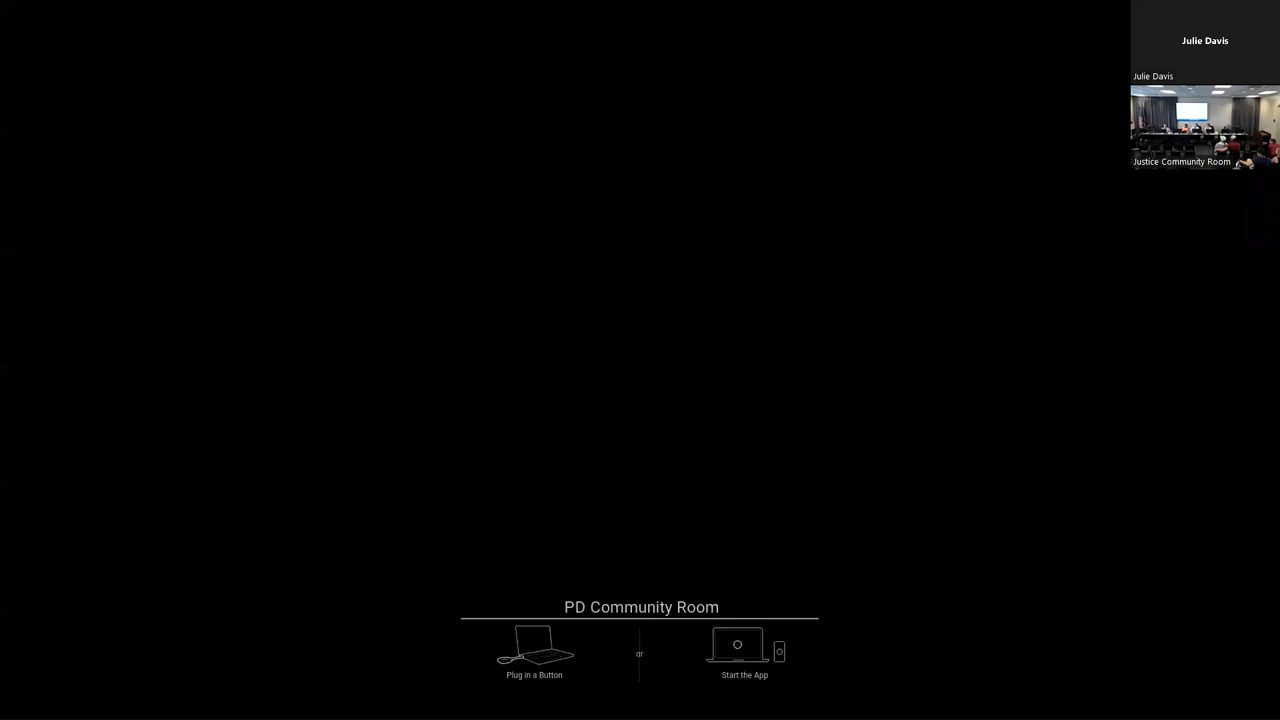 Julie Davis
Julie Davis
Justice Community Room
PD Community Room
or
Plug in a Button
Start the App